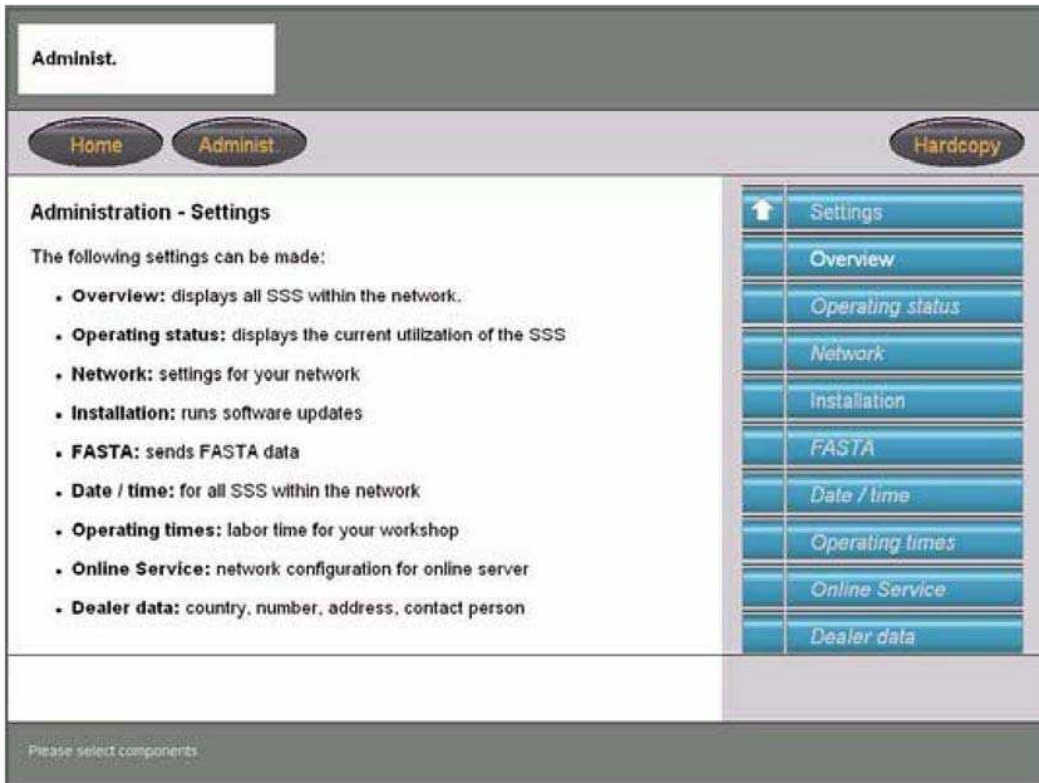 Administ.
Home
Administ.
Hardcopy
Administration - Settings
The following settings can be made:
• Overview: displays all SSS within the network.
• Operating status: displays the current utilization of the SSS
• Network: settings for your network
• Installation: runs software updates
• FASTA: sends FASTA data
• Date / time: for all SSS within the network
• Operating times: labor time for your workshop
• Online Service: network configuration for online server
• Dealer data: country, number, address, contact person
Settings
Overview
Operating status
Network
Installation
FASTA
Date / time
Operating times
Online Service
Dealer data
Please select components